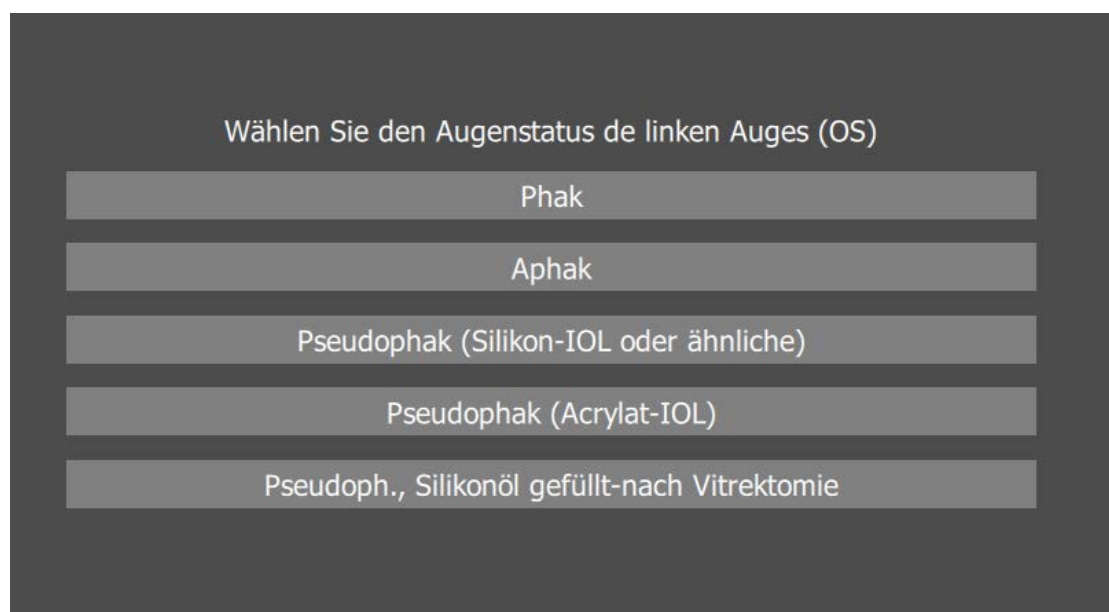 Wählen Sie den Augenstatus de linken Auges (OS)
Phak
Aphak
Pseudophak (Silikon-IOL oder ähnliche)
Pseudophak (Acrylat-IOL)
Pseudoph., Silikonöl gefüllt-nach Vitrektomie